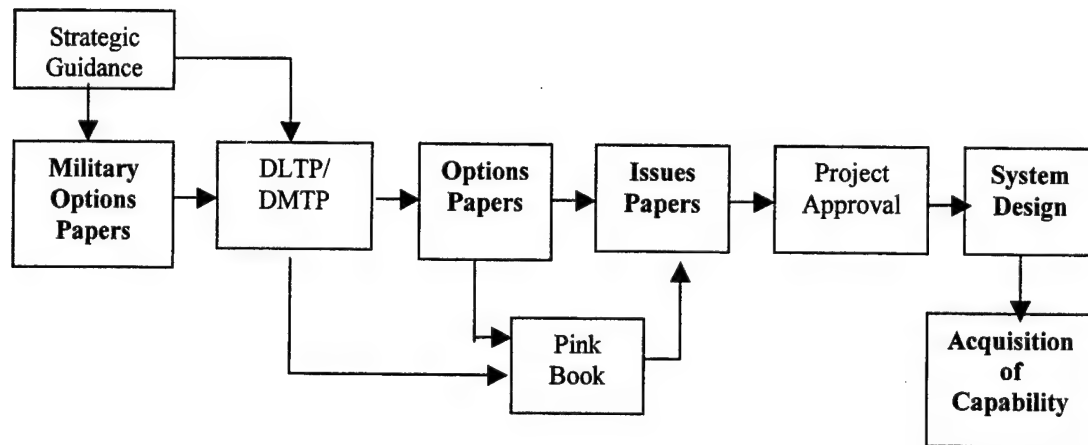 Strategic
Guidance
Military
Options
Papers
DLTP/
DMTP
Options
Papers
Issues
Papers
Project
Approval
System
Design
Pink
Book
Acquisition
of
Capability